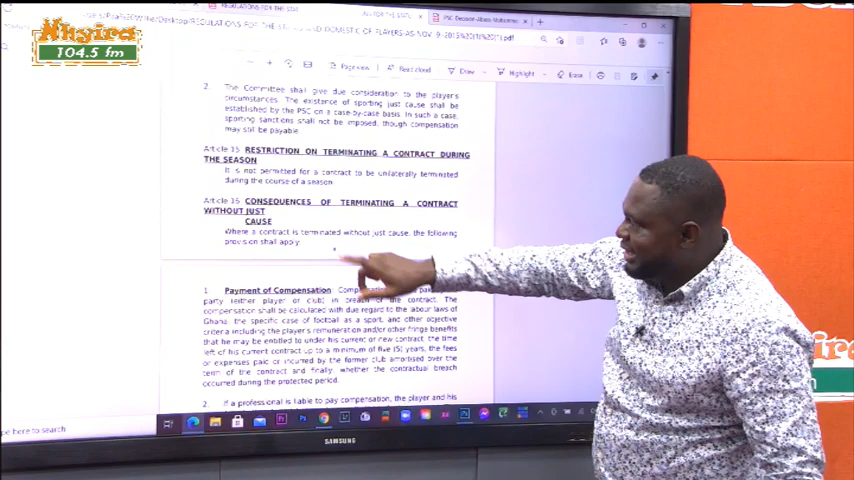 Nhyira
104.5 fm
REGULATIONS FOR THE STAT
PSC Decision-Abass Mohammed
Desktop/REGULATIONS-FOR-THE-STATUS-AND-DOMESTIC-OF-PLAYERS-AS-NOV
Page view
Read aloud
Draw
Highlight
Erase
2. The Committee shall give due consideration to the player's
circumstances. The existence of sporting just cause shall be
established by the PSC on a case-by-case basis. In such a case,
sporting sanctions shall not be imposed, though compensation
may still be payable.
Article 35 RESTRICTION ON TERMINATING A CONTRACT DURING
THE SEASON
It is not permitted for a contract to be unilaterally terminated
during the course of a season
Article 36 CONSEQUENCES OF TERMINATING A CONTRACT
WITHOUT JUST
CAUSE
Where a contract is terminated without just cause, the following
provision shall apply
1 Payment of Compensation:
party (either player or club) in breach of the contract. The
compensation shall be calculated with due regard to the labour laws of
Ghana, the specific case of football as a sport, and other objective
criteria including the player's remuneration and/or other fringe benefits
that he may be entitled to under his current or new contract, the time
left of his current contract up to a minimum of five (5) years, the fees
or expenses paid or incurred by the former club amortised over the
term of the contract and finally, whether the contractual breach
occurred during the protected period.
2. If a professional is liable to pay compensation, the player and his
pe here to search
SAMSUNG
ira
fm